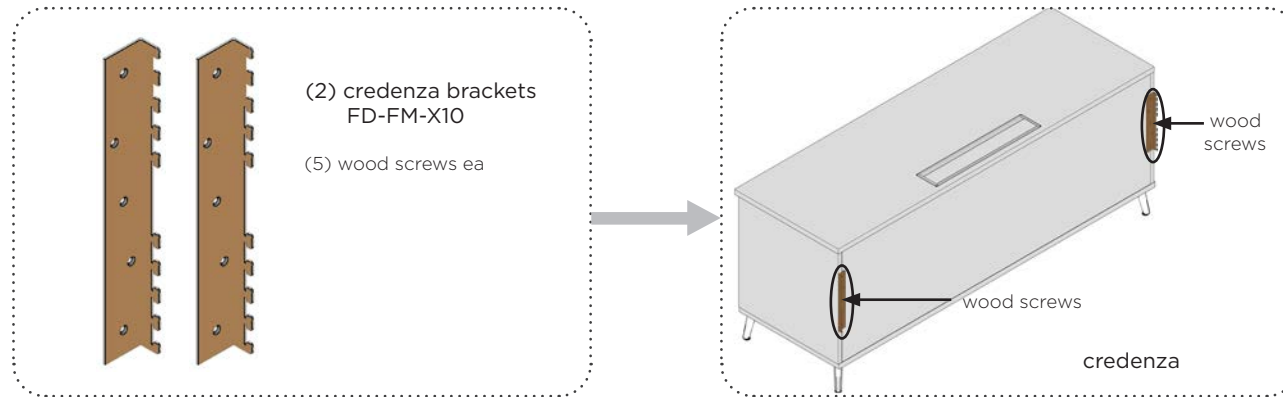 (2) credenza brackets
FD-FM-X10
(5) wood screws ea
wood
screws
wood screws
credenza